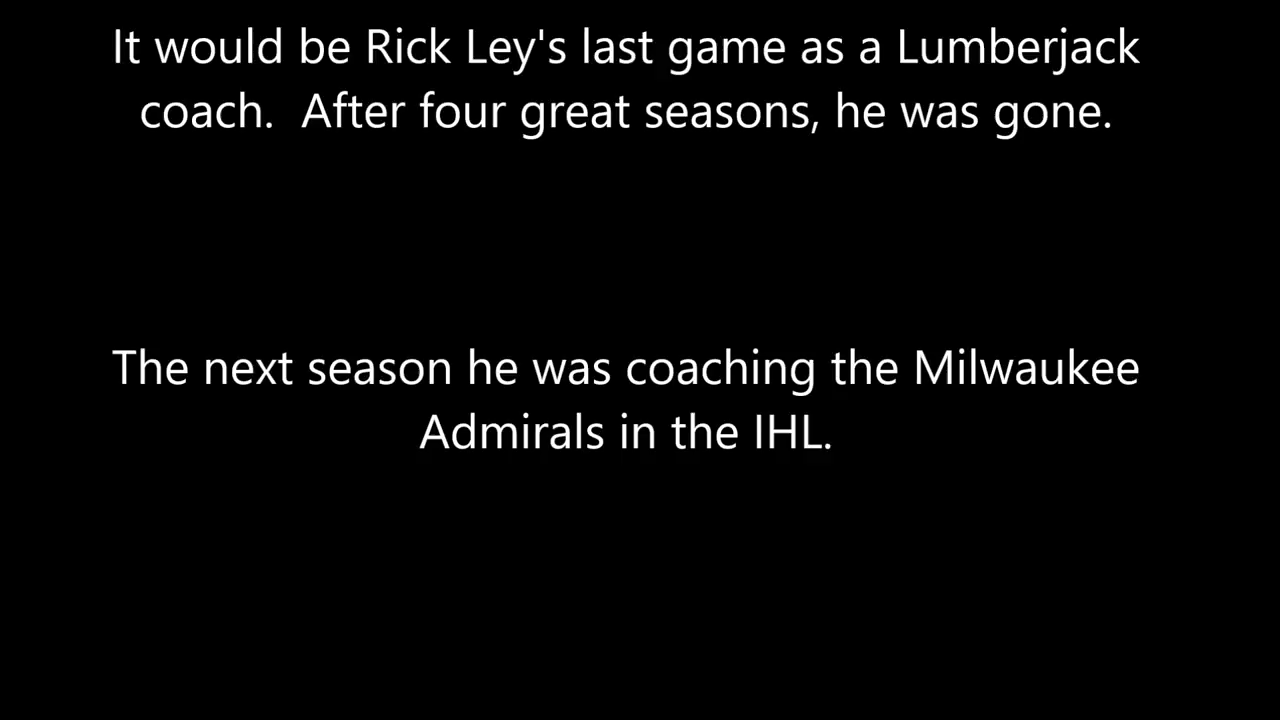 It would be Rick Ley's last game as a Lumberjack
coach.  After four great seasons, he was gone.
The next season he was coaching the Milwaukee
Admirals in the IHL.